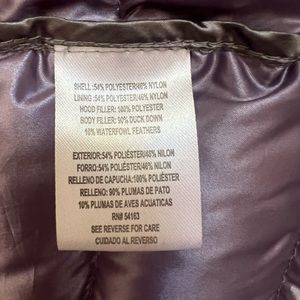 SHELL :54% POLYESTER/46% NYLON
LINING :54% POLYESTER/46% NYLON
HOOD FILLER: 100% POLYESTER
BODY FILLER: 90% DUCK DOWN
10% WATERFOWL FEATHERS
EXTERIOR:54% POLIÉSTER/46% NILON
FORRO:54% POLIÉSTER/46% NILON
RELLENO DE CAPUCHA:100% POLIÉSTER
RELLENO: 90% PLUMAS DE PATO
10% PLUMAS DE AVES ACUATICAS
RN# 54163
SEE REVERSE FOR CARE
CUIDADO AL REVERSO